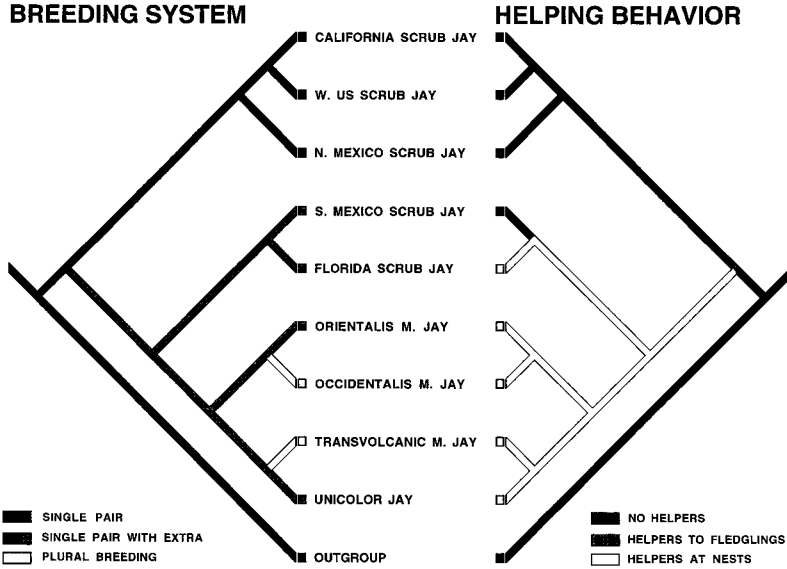 BREEDING SYSTEM
HELPING BEHAVIOR
CALIFORNIA SCRUB JAY
W. US SCRUB JAY
N. MEXICO SCRUB JAY
S. MEXICO SCRUB JAY
FLORIDA SCRUB JAY
ORIENTALIS M. JAY
OCCIDENTALIS M. JAY
TRANSVOLCANIC M. JAY
UNICOLOR JAY
OUTGROUP
SINGLE PAIR
SINGLE PAIR WITH EXTRA
PLURAL BREEDING
NO HELPERS
HELPERS TO FLEDGLINGS
HELPERS AT NESTS